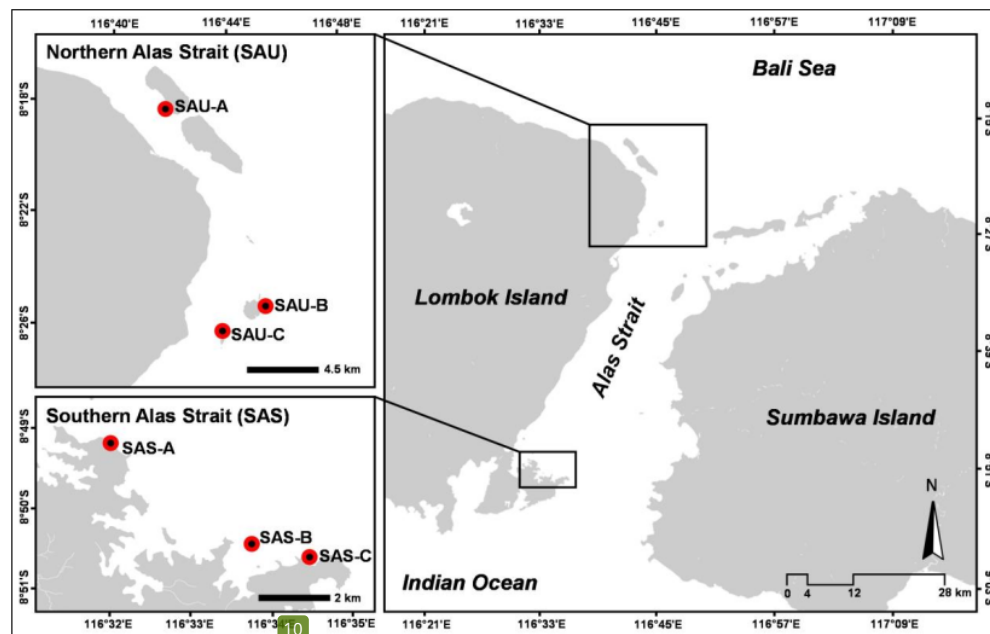 116°40'E 116°44'E 116°48'E
116°21'E 116°33'E 116°45'E 116°57'E 117°09'E
Northern Alas Strait (SAU)
8°18'S
8°22'S
8°26'S
SAU-A
SAU-B
SAU-C
4.5 km
Southern Alas Strait (SAS)
8°49'S
8°50'S
8°51'S
SAS-A
SAS-B
SAS-C
2 km
116°32'E 116°33'E 116°35'E
10
Bali Sea
Lombok Island
Alas Strait
Sumbawa Island
Indian Ocean
N
0 4 12 28 km
116°21'E 116°33'E 116°45'E 116°57'E 117°09'E